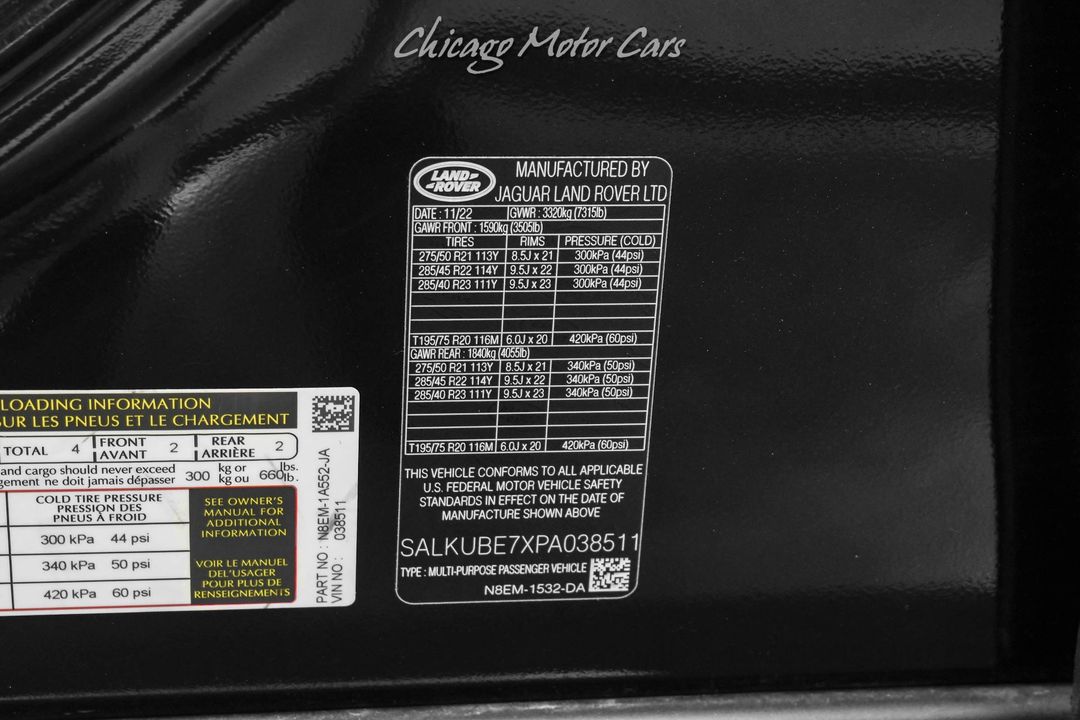 Chicago Motor Cars
LAND-
-ROVER
MANUFACTURED BY
JAGUAR LAND ROVER LTD
DATE : 11/22 GVWR : 3320kg (7315lb)
GAWR FRONT : 1590kg (3505lb)
TIRES RIMS PRESSURE (COLD)
275/50 R21 113Y 8.5J x 21 300kPa (44psi)
285/45 R22 114Y 9.5J x 22 300kPa (44psi)
285/40 R23 111Y 9.5J x 23 300kPa (44psi)
T195/75 R20 116M 6.0J x 20 420kPa (60psi)
GAWR REAR : 1840kg (4055lb)
275/50 R21 113Y 8.5J x 21 340kPa (50psi)
285/45 R22 114Y 9.5J x 22 340kPa (50psi)
285/40 R23 111Y 9.5J x 23 340kPa (50psi)
T195/75 R20 116M 6.0J x 20 420kPa (60psi)
THIS VEHICLE CONFORMS TO ALL APPLICABLE
U.S. FEDERAL MOTOR VEHICLE SAFETY
STANDARDS IN EFFECT ON THE DATE OF
MANUFACTURE SHOWN ABOVE
SALKUBE7XPA038511
TYPE : MULTI-PURPOSE PASSENGER VEHICLE
N8EM-1532-DA
LOADING INFORMATION
SUR LES PNEUS ET LE CHARGEMENT
TOTAL 4 FRONT 2 REAR 2
AVANT ARRIÈRE
and cargo should never exceed 300 kg or 660 lbs.
gement ne doit jamais dépasser kg ou lb.
COLD TIRE PRESSURE
PRESSION DES
PNEUS À FROID
300 kPa 44 psi
340 kPa 50 psi
420 kPa 60 psi
SEE OWNER'S
MANUAL FOR
ADDITIONAL
INFORMATION
VOIR LE MANUEL
DEL'USAGER
POUR PLUS DE
RENSEIGNEMENTS
PART NO : N8EM-1A552-JA
VIN NO : 038511